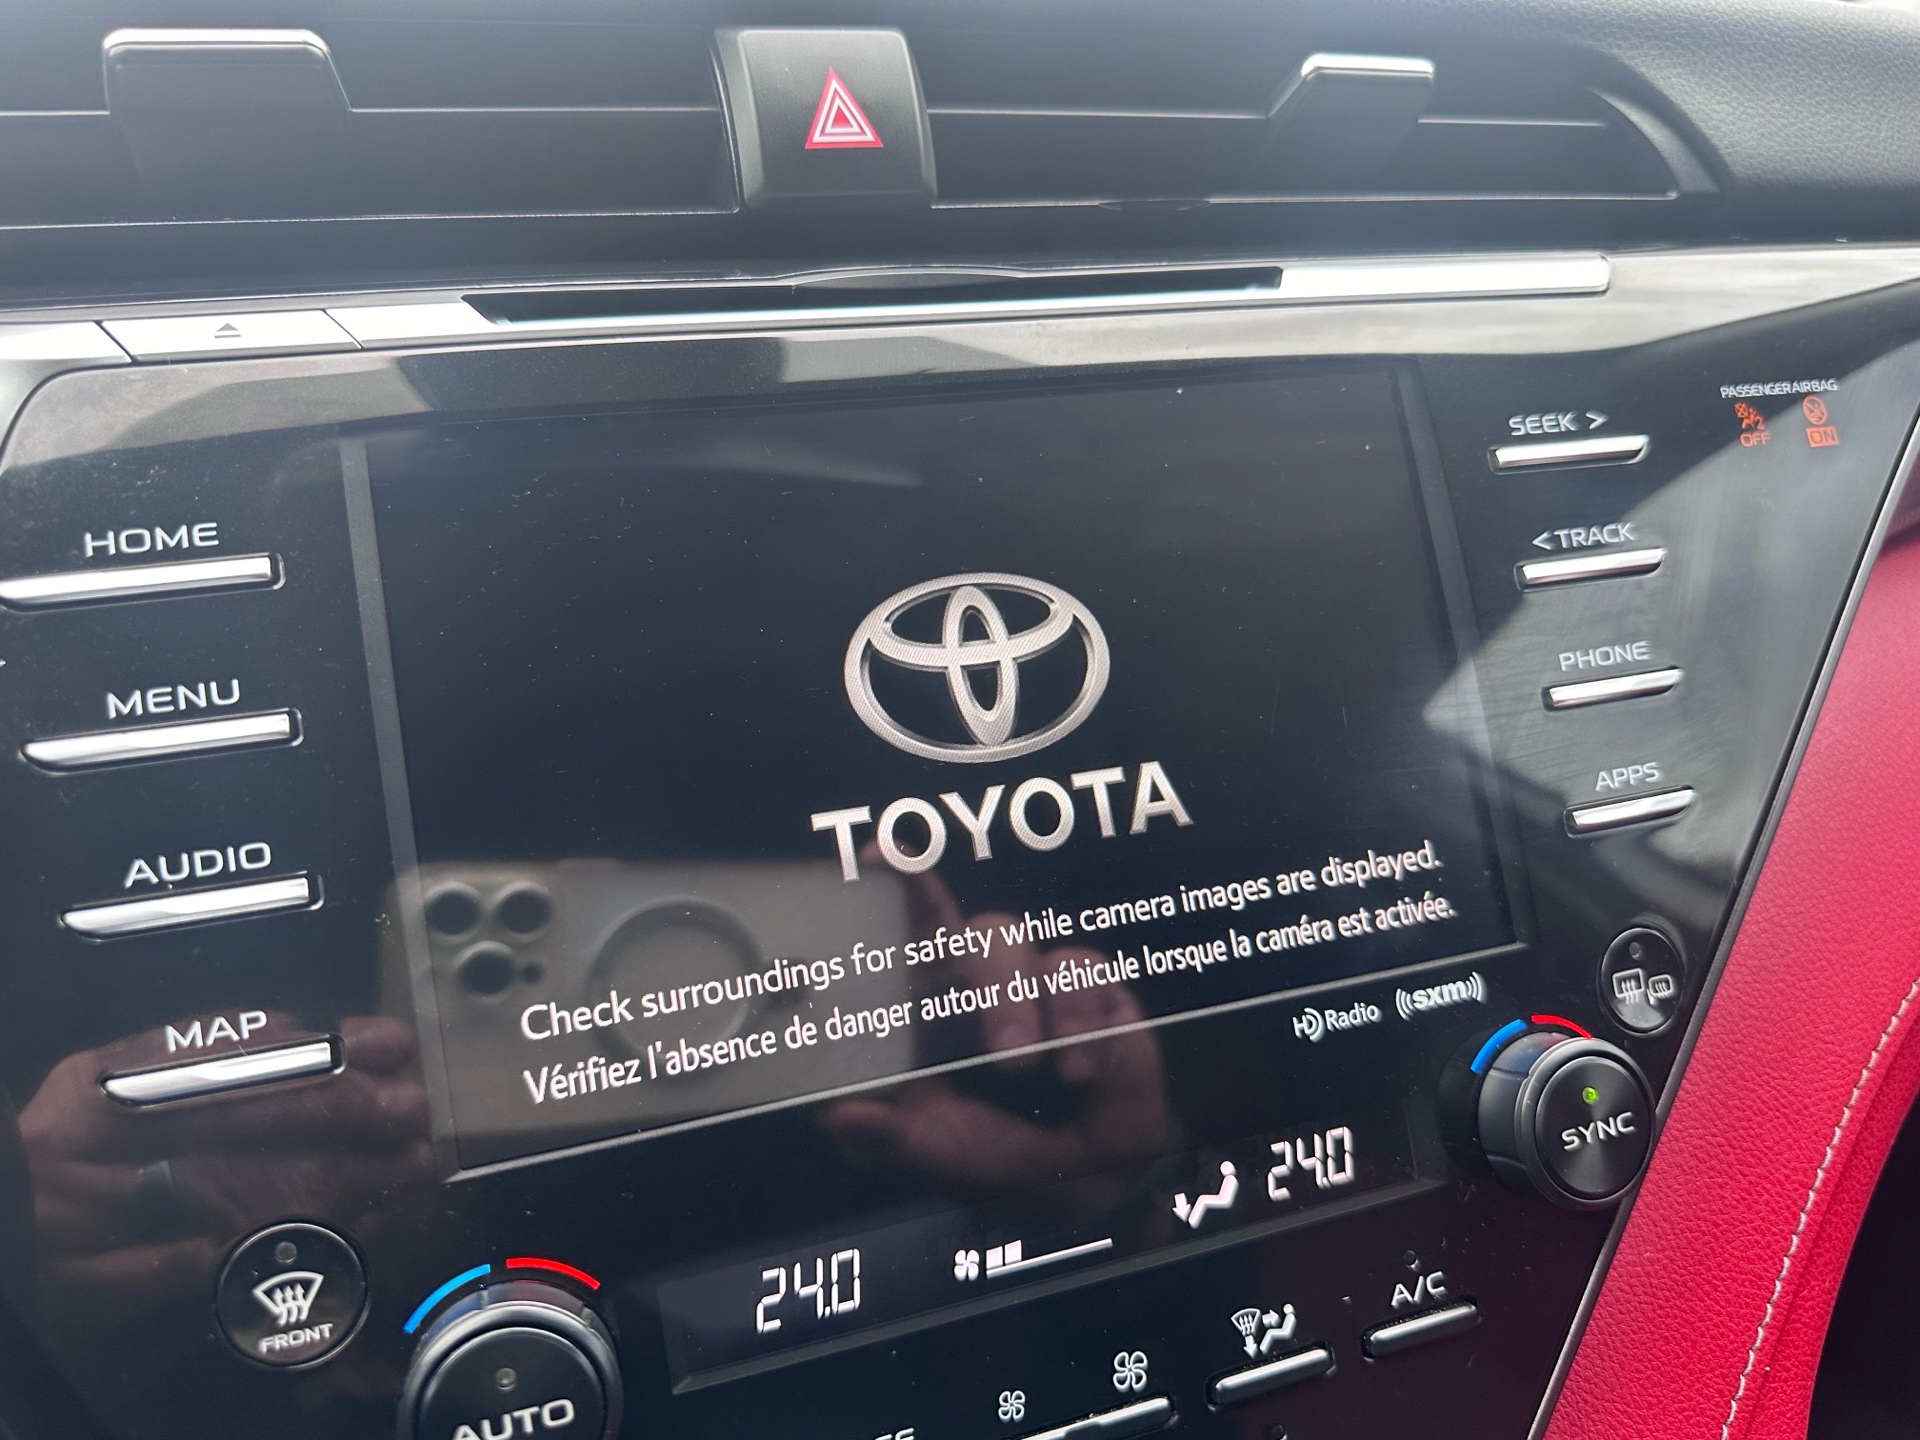 PASSENGER AIRBAG
OFF ON
SEEK >
HOME
< TRACK
MENU
PHONE
TOYOTA
APPS
AUDIO
Check surroundings for safety while camera images are displayed.
Vérifiez l'absence de danger autour du véhicule lorsque la caméra est activée.
MAP
HD Radio ((sxm))
SYNC
24.0
24.0
FRONT
A/C
AUTO